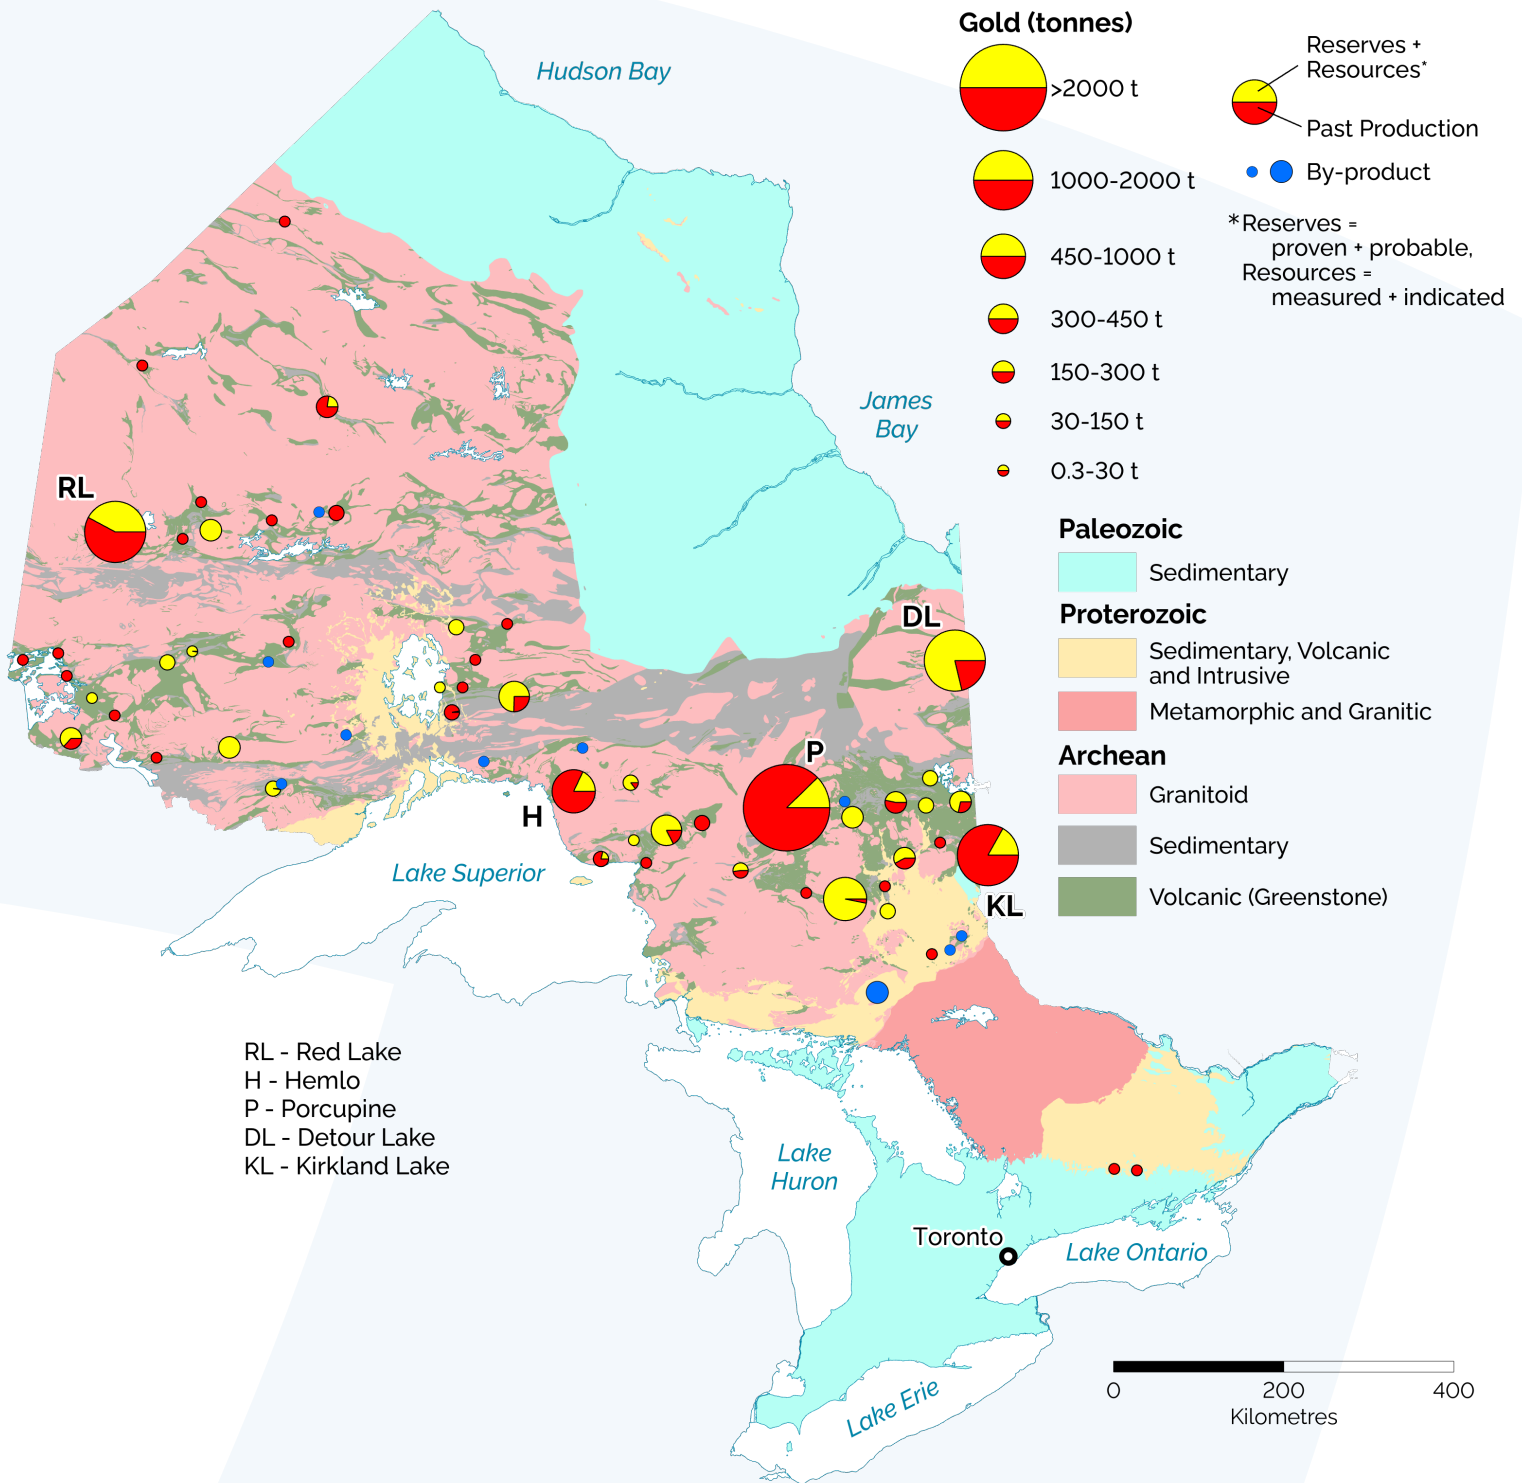 Gold (tonnes)
>2000 t
1000-2000 t
450-1000 t
300-450 t
150-300 t
30-150 t
0.3-30 t
Reserves +
Resources*
Past Production
By-product
*Reserves =
proven + probable,
Resources =
measured + indicated
Paleozoic
Sedimentary
Proterozoic
Sedimentary, Volcanic
and Intrusive
Metamorphic and Granitic
Archean
Granitoid
Sedimentary
Volcanic (Greenstone)
Hudson Bay
James
Bay
RL
DL
P
H
KL
Lake Superior
RL - Red Lake
H - Hemlo
P - Porcupine
DL - Detour Lake
KL - Kirkland Lake
Lake
Huron
Toronto
Lake Ontario
Lake Erie
0 200 400
Kilometres